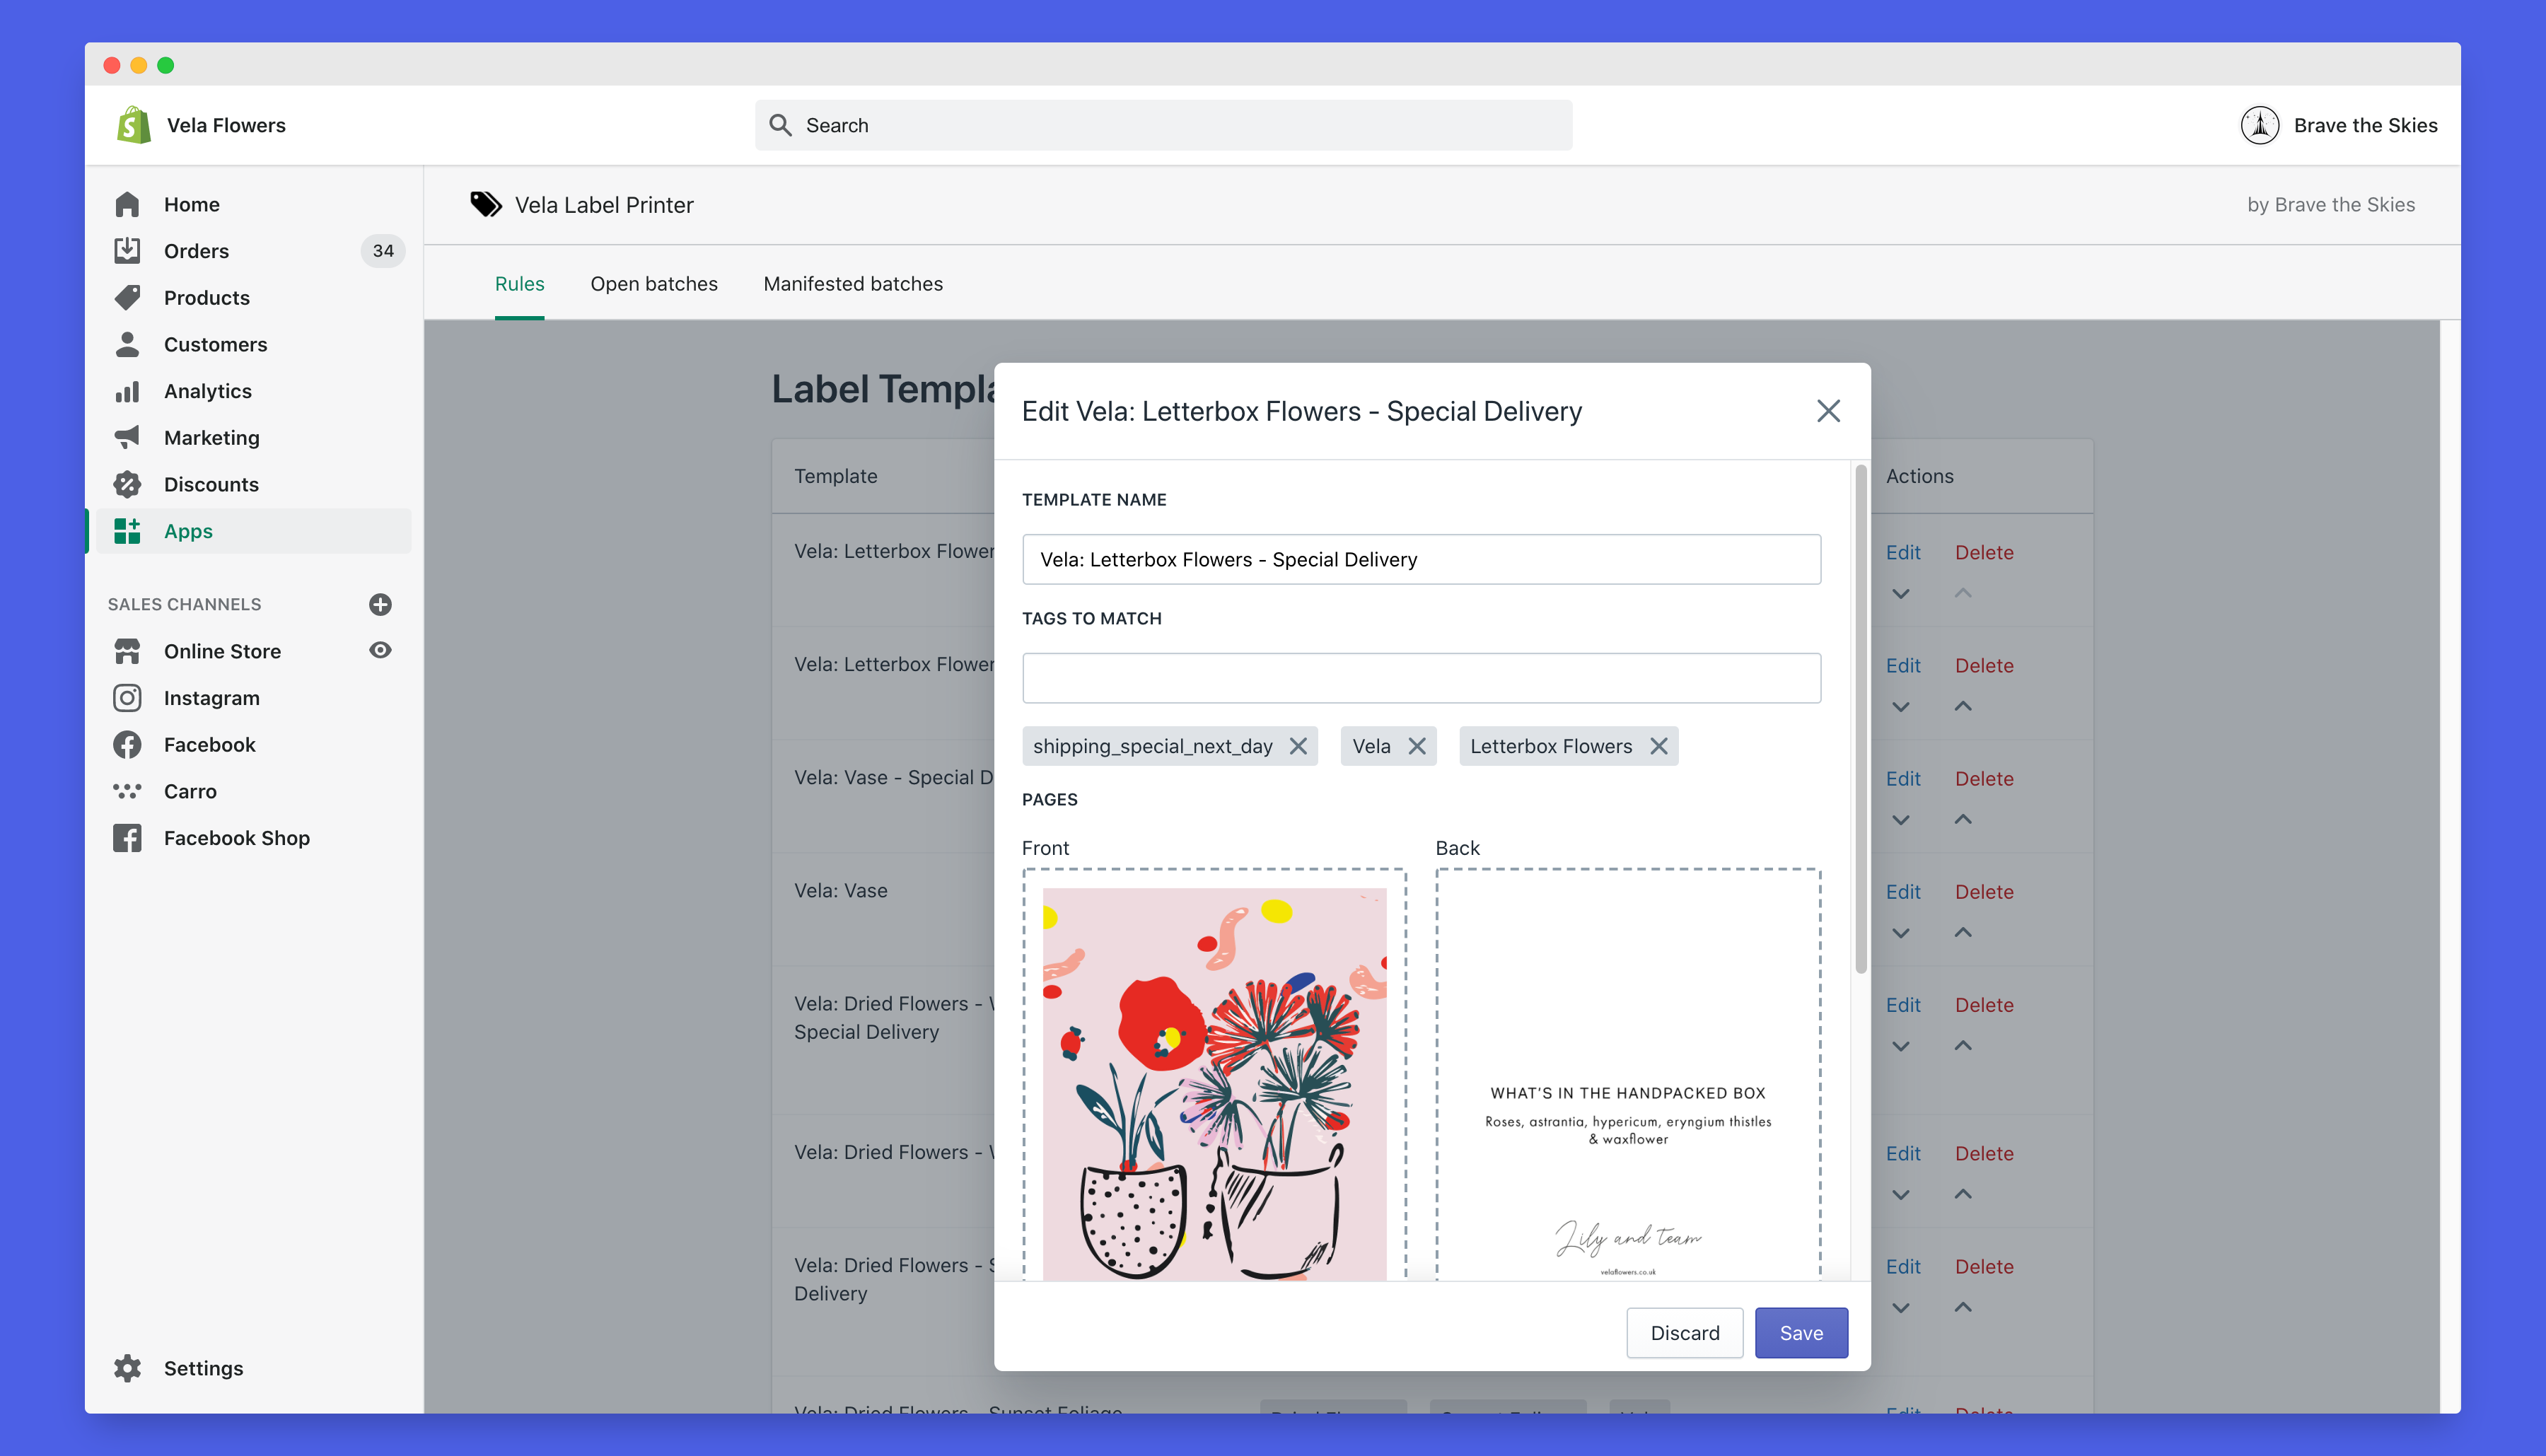 Vela Flowers
Search
Brave the Skies
Home
Orders
34
Products
Customers
Analytics
Marketing
Discounts
Apps
SALES CHANNELS
Online Store
Instagram
Facebook
Carro
Facebook Shop
Settings
Vela Label Printer
by Brave the Skies
Rules
Open batches
Manifested batches
Label Templa
Template
Actions
Vela: Letterbox Flower
Edit
Delete
Vela: Letterbox Flower
Edit
Delete
Vela: Vase - Special D
Edit
Delete
Vela: Vase
Edit
Delete
Vela: Dried Flowers -
Special Delivery
Edit
Delete
Vela: Dried Flowers -
Edit
Delete
Vela: Dried Flowers - S
Delivery
Edit
Delete
Vela: Dried Flowers - Sunset Foliage
Edit
Delete
Edit Vela: Letterbox Flowers - Special Delivery
TEMPLATE NAME
Vela: Letterbox Flowers - Special Delivery
TAGS TO MATCH
shipping_special_next_day
Vela
Letterbox Flowers
PAGES
Front
Back
WHAT'S IN THE HANDPACKED BOX
Roses, astrantia, hypericum, eryngium thistles
& waxflower
Lily and team
velaflowers.co.uk
Discard
Save